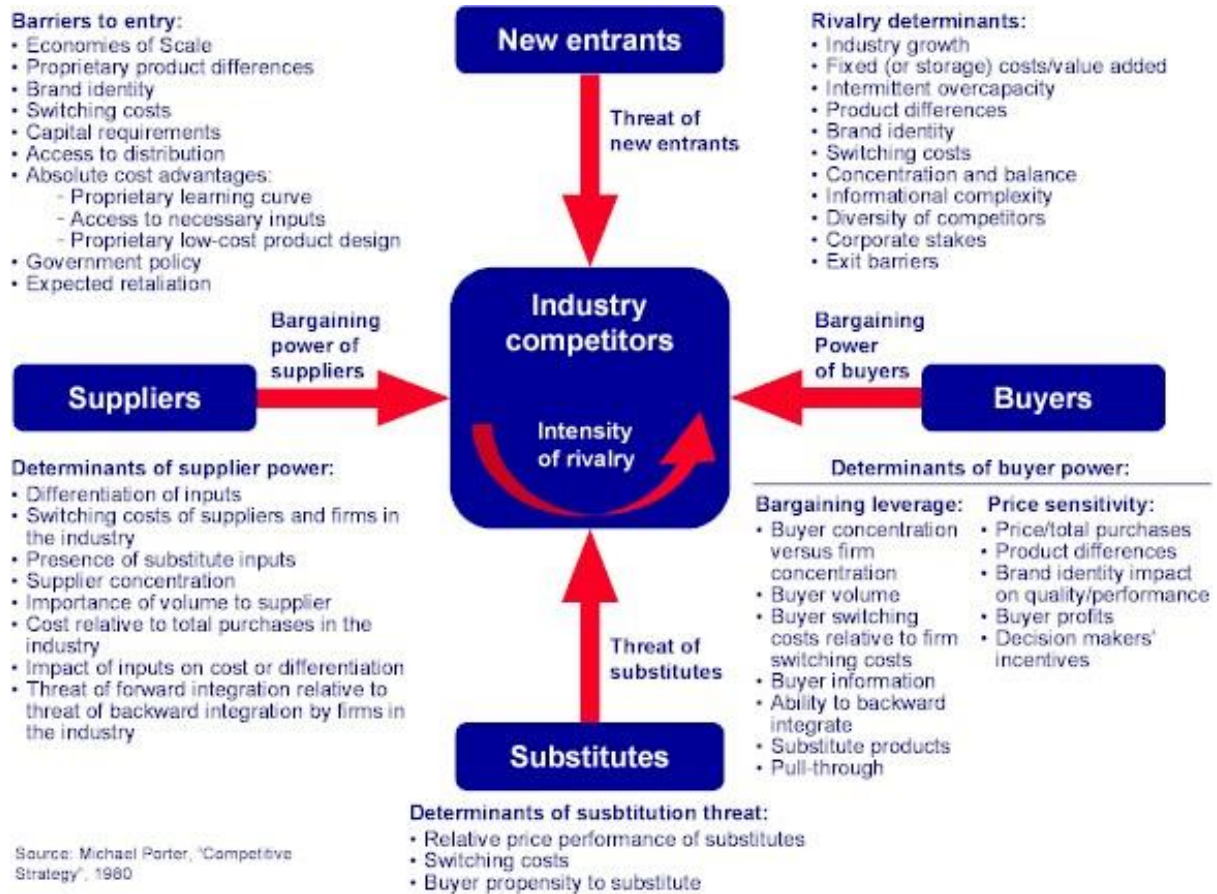 Barriers to entry:
• Economies of Scale
• Proprietary product differences
• Brand identity
• Switching costs
• Capital requirements
• Access to distribution
• Absolute cost advantages:
- Proprietary learning curve
- Access to necessary inputs
- Proprietary low-cost product design
• Government policy
• Expected retaliation
New entrants
Threat of
new entrants
Rivalry determinants:
• Industry growth
• Fixed (or storage) costs/value added
• Intermittent overcapacity
• Product differences
• Brand identity
• Switching costs
• Concentration and balance
• Informational complexity
• Diversity of competitors
• Corporate stakes
• Exit barriers
Suppliers
Bargaining
power of
suppliers
Industry
competitors
Intensity
of rivalry
Bargaining
Power
of buyers
Buyers
Determinants of supplier power:
• Differentiation of inputs
• Switching costs of suppliers and firms in
the industry
• Presence of substitute inputs
• Supplier concentration
• Importance of volume to supplier
• Cost relative to total purchases in the
industry
• Impact of inputs on cost or differentiation
• Threat of forward integration relative to
threat of backward integration by firms in
the industry
Threat of
substitutes
Substitutes
Determinants of buyer power:
Bargaining leverage:
• Buyer concentration
versus firm
concentration
• Buyer volume
• Buyer switching
costs relative to firm
switching costs
• Buyer information
• Ability to backward
integrate
• Substitute products
• Pull-through
Price sensitivity:
• Price/total purchases
• Product differences
• Brand identity impact
on quality/performance
• Buyer profits
• Decision makers'
incentives
Determinants of susbtitution threat:
• Relative price performance of substitutes
• Switching costs
• Buyer propensity to substitute
Source: Michael Porter, "Competitive
Strategy", 1980